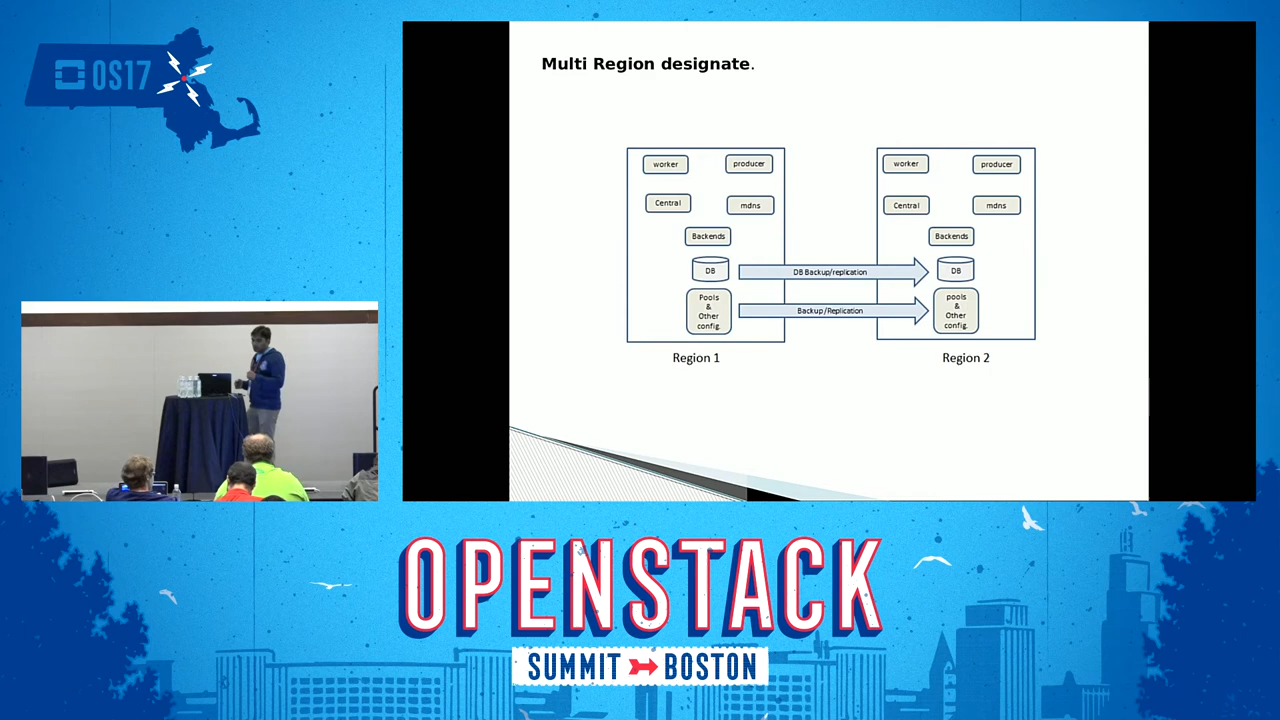 OS17
Multi Region designate.
worker
producer
Central
mdns
Backends
DB
Pools
&
Other
config.
Region 1
DB Backup/replication
Backup/Replication
worker
producer
Central
mdns
Backends
DB
pools
&
Other
config.
Region 2
OPENSTACK
SUMMIT BOSTON